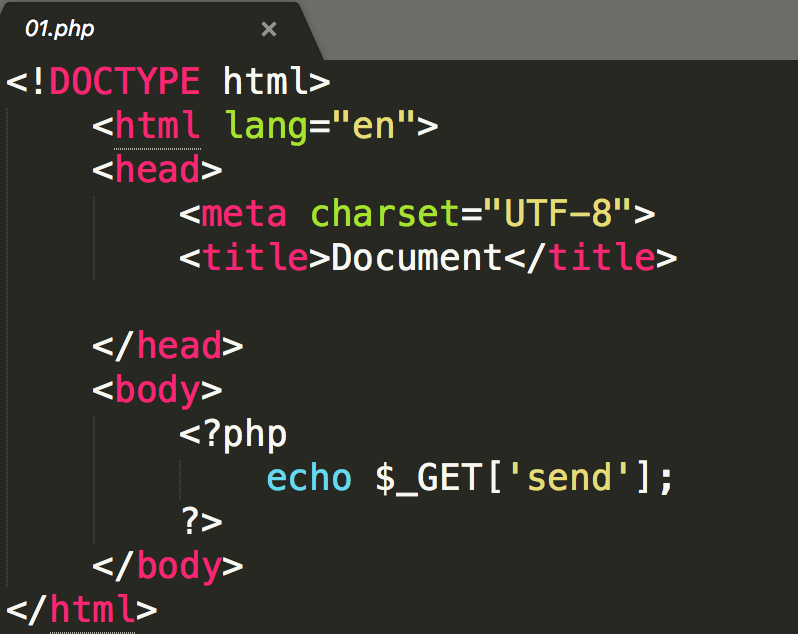 01.php ×
<!DOCTYPE html>
<html lang="en">
<head>
<meta charset="UTF-8">
<title>Document</title>
</head>
<body>
<?php
echo $_GET['send'];
?>
</body>
</html>